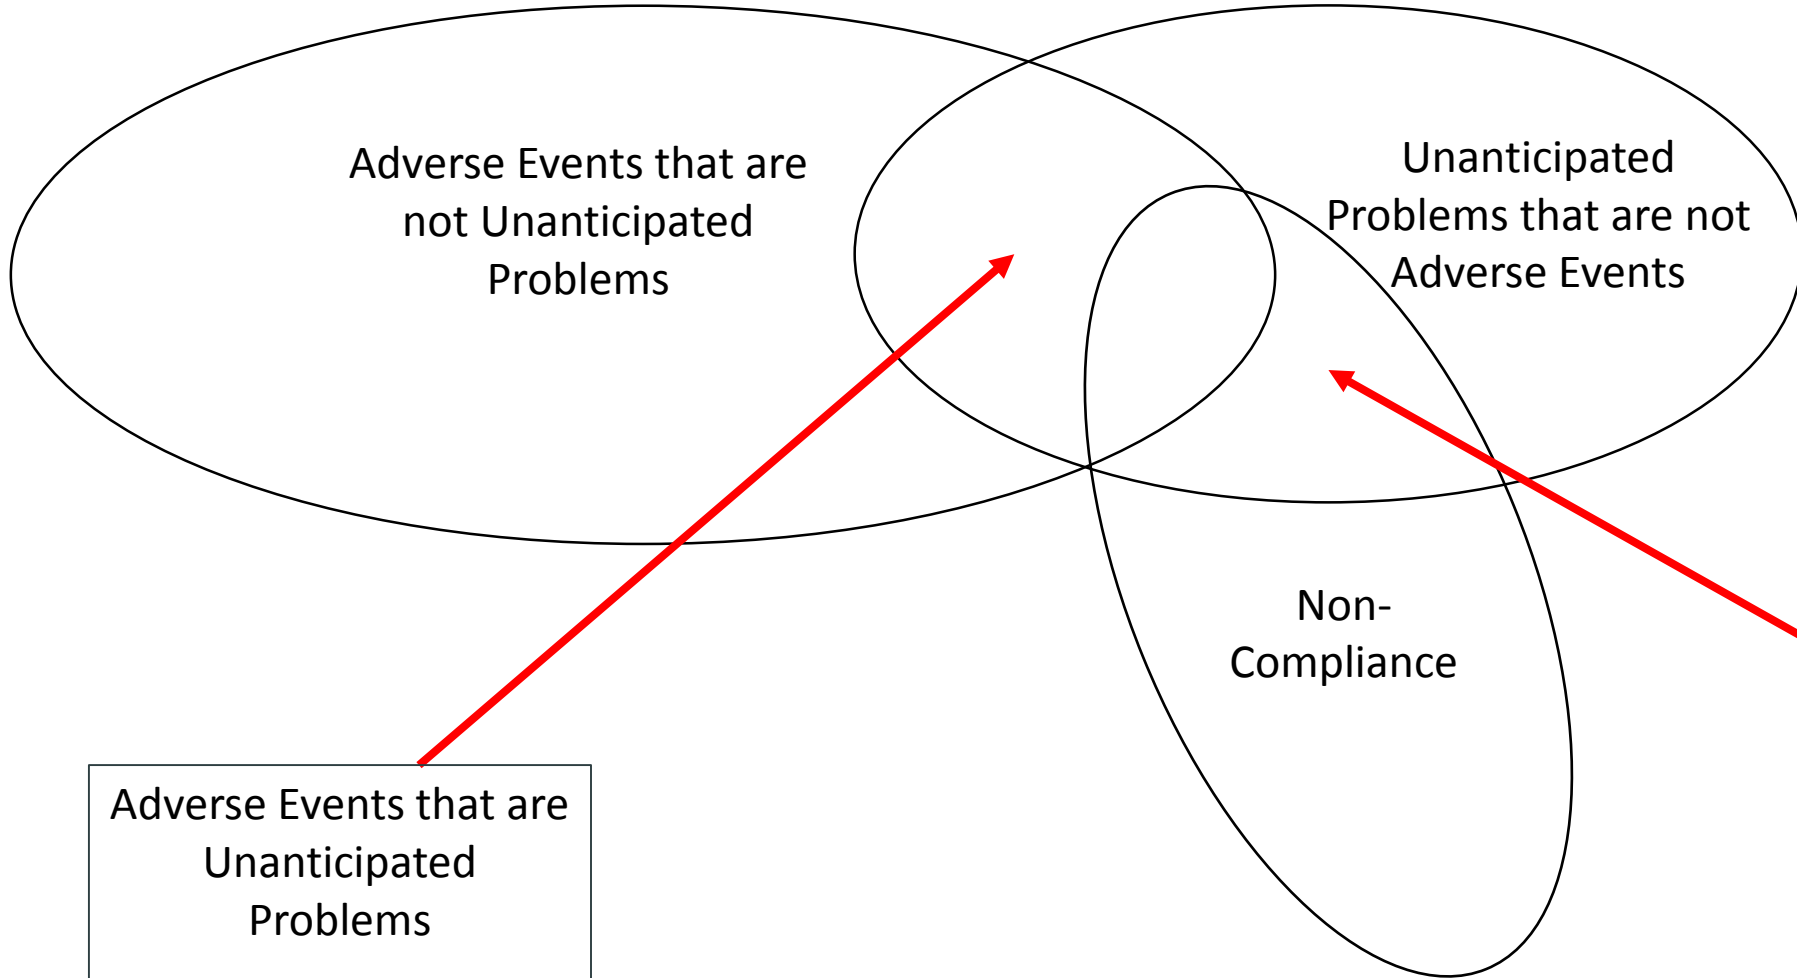 Adverse Events that are
not Unanticipated
Problems
Unanticipated
Problems that are not
Adverse Events
Non-
Compliance
Adverse Events that are
Unanticipated
Problems